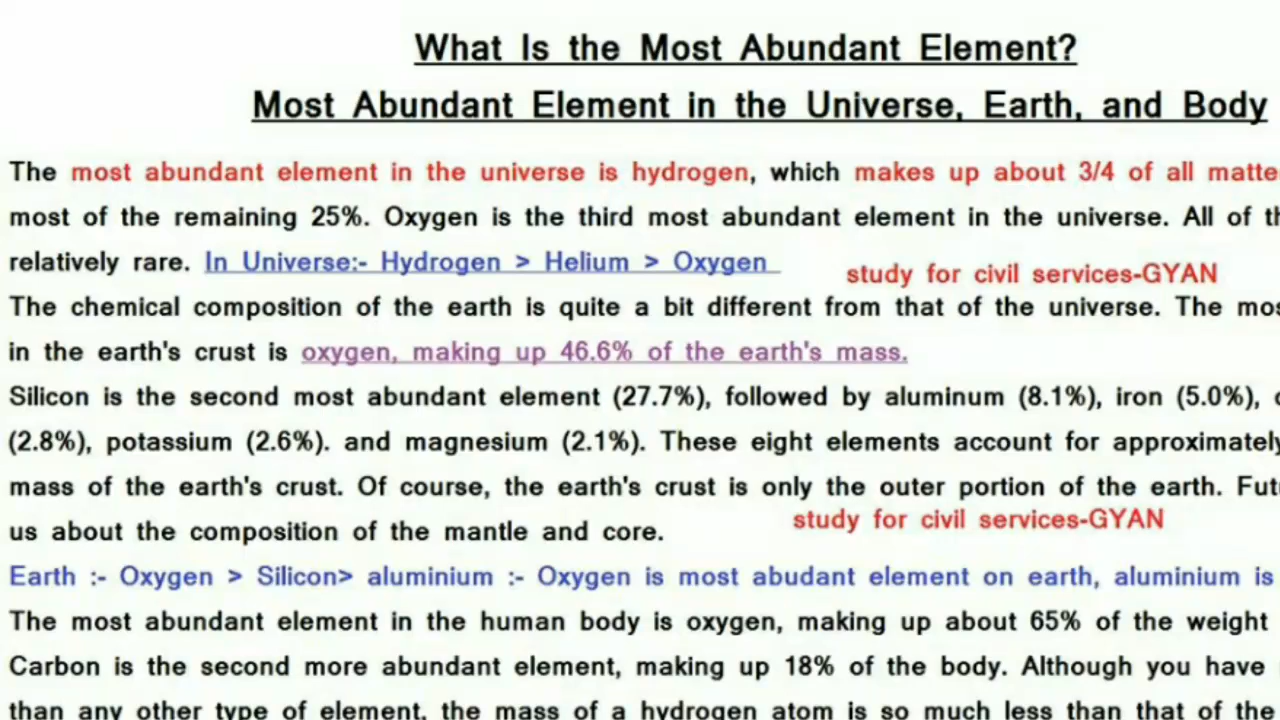 What Is the Most Abundant Element?
Most Abundant Element in the Universe, Earth, and Body
The most abundant element in the universe is hydrogen, which makes up about 3/4 of all
most of the remaining 25%. Oxygen is the third most abundant element in the universe. All of
relatively rare. In Universe:- Hydrogen > Helium > Oxygen
study for civil services-GYAN
The chemical composition of the earth is quite a bit different from that of the universe. The
in the earth's crust is oxygen, making up 46.6% of the earth's mass.
Silicon is the second most abundant element (27.7%), followed by aluminum (8.1%), iron (5.0%),
(2.8%), potassium (2.6%). and magnesium (2.1%). These eight elements account for approximately
mass of the earth's crust. Of course, the earth's crust is only the outer portion of the earth.
us about the composition of the mantle and core.
study for civil services-GYAN
Earth :- Oxygen > Silicon> aluminium :- Oxygen is most abudant element on earth, aluminium is
The most abundant element in the human body is oxygen, making up about 65% of the weight
Carbon is the second more abundant element, making up 18% of the body. Although you have
than any other type of element, the mass of a hydrogen atom is so much less than that of the